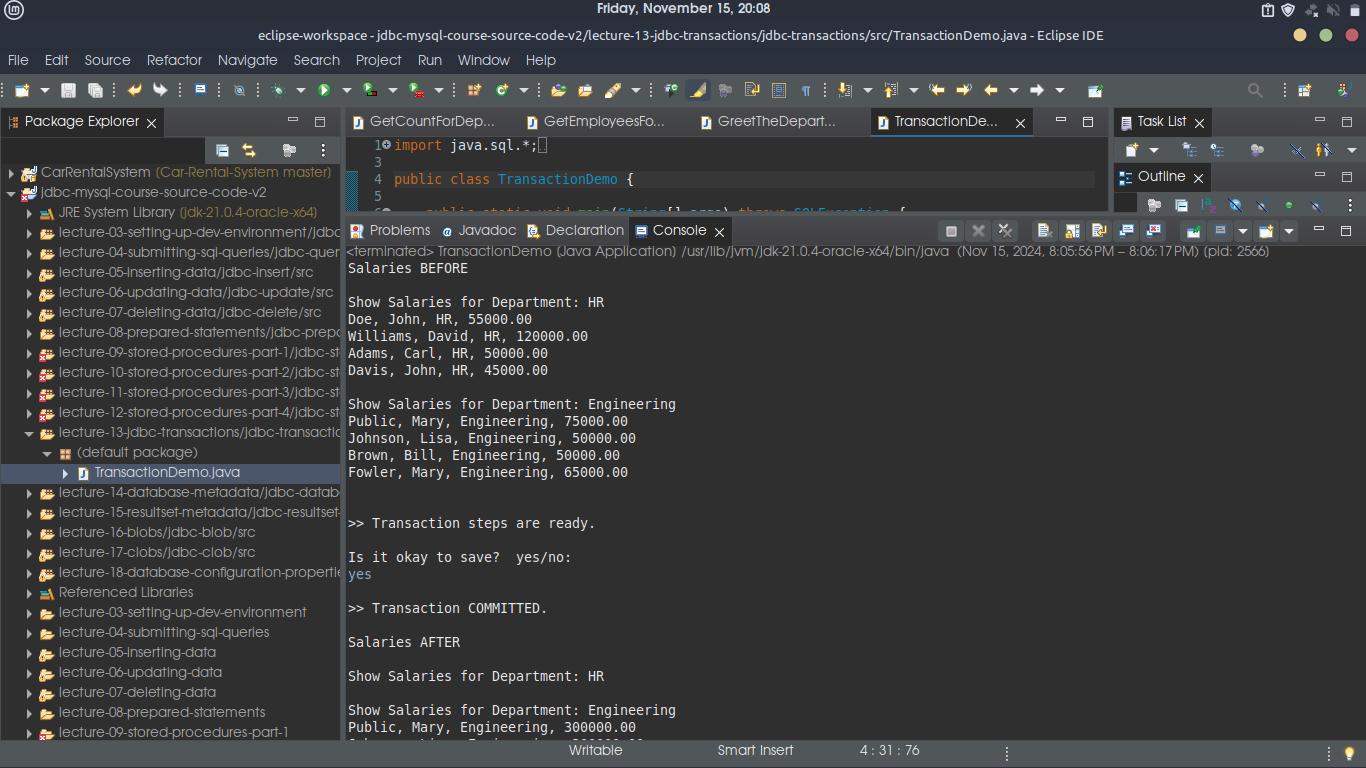 Friday, November 15, 20:08
eclipse-workspace - jdbc-mysql-course-source-code-v2/lecture-13-jdbc-transactions/jdbc-transactions/src/TransactionDemo.java - Eclipse IDE
File Edit Source Refactor Navigate Search Project Run Window Help
Package Explorer
CarRentalSystem [Car-Rental-System master]
jdbc-mysql-course-source-code-v2
JRE System Library [jdk-21.0.4-oracle-x64]
lecture-03-setting-up-dev-environment/jdbc
lecture-04-submitting-sql-queries/jdbc-quer
lecture-05-inserting-data/jdbc-insert/src
lecture-06-updating-data/jdbc-update/src
lecture-07-deleting-data/jdbc-delete/src
lecture-08-prepared-statements/jdbc-prepa
lecture-09-stored-procedures-part-1/jdbc-st
lecture-10-stored-procedures-part-2/jdbc-st
lecture-11-stored-procedures-part-3/jdbc-st
lecture-12-stored-procedures-part-4/jdbc-st
lecture-13-jdbc-transactions/jdbc-transactio
(default package)
TransactionDemo.java
lecture-14-database-metadata/jdbc-datab
lecture-15-resultset-metadata/jdbc-resultset-
lecture-16-blobs/jdbc-blob/src
lecture-17-clobs/jdbc-clob/src
lecture-18-database-configuration-propertie
Referenced Libraries
lecture-03-setting-up-dev-environment
lecture-04-submitting-sql-queries
lecture-05-inserting-data
lecture-06-updating-data
lecture-07-deleting-data
lecture-08-prepared-statements
lecture-09-stored-procedures-part-1
GetCountForDep... GetEmployeesFo... GreetTheDepart... TransactionDe...
1 import java.sql.*;
3
4 public class TransactionDemo {
5
6 public static void main(String[] args) throws SQLException {
Task List
Outline
Problems Javadoc Declaration Console
<terminated> TransactionDemo [Java Application] /usr/lib/jvm/jdk-21.0.4-oracle-x64/bin/java (Nov 15, 2024, 8:05:56 PM – 8:06:17 PM) [pid: 2566]
Salaries BEFORE
Show Salaries for Department: HR
Doe, John, HR, 55000.00
Williams, David, HR, 120000.00
Adams, Carl, HR, 50000.00
Davis, John, HR, 45000.00
Show Salaries for Department: Engineering
Public, Mary, Engineering, 75000.00
Johnson, Lisa, Engineering, 50000.00
Brown, Bill, Engineering, 50000.00
Fowler, Mary, Engineering, 65000.00
>> Transaction steps are ready.
Is it okay to save?  yes/no:
yes
>> Transaction COMMITTED.
Salaries AFTER
Show Salaries for Department: HR
Show Salaries for Department: Engineering
Public, Mary, Engineering, 300000.00
Writable Smart Insert 4 : 31 : 76